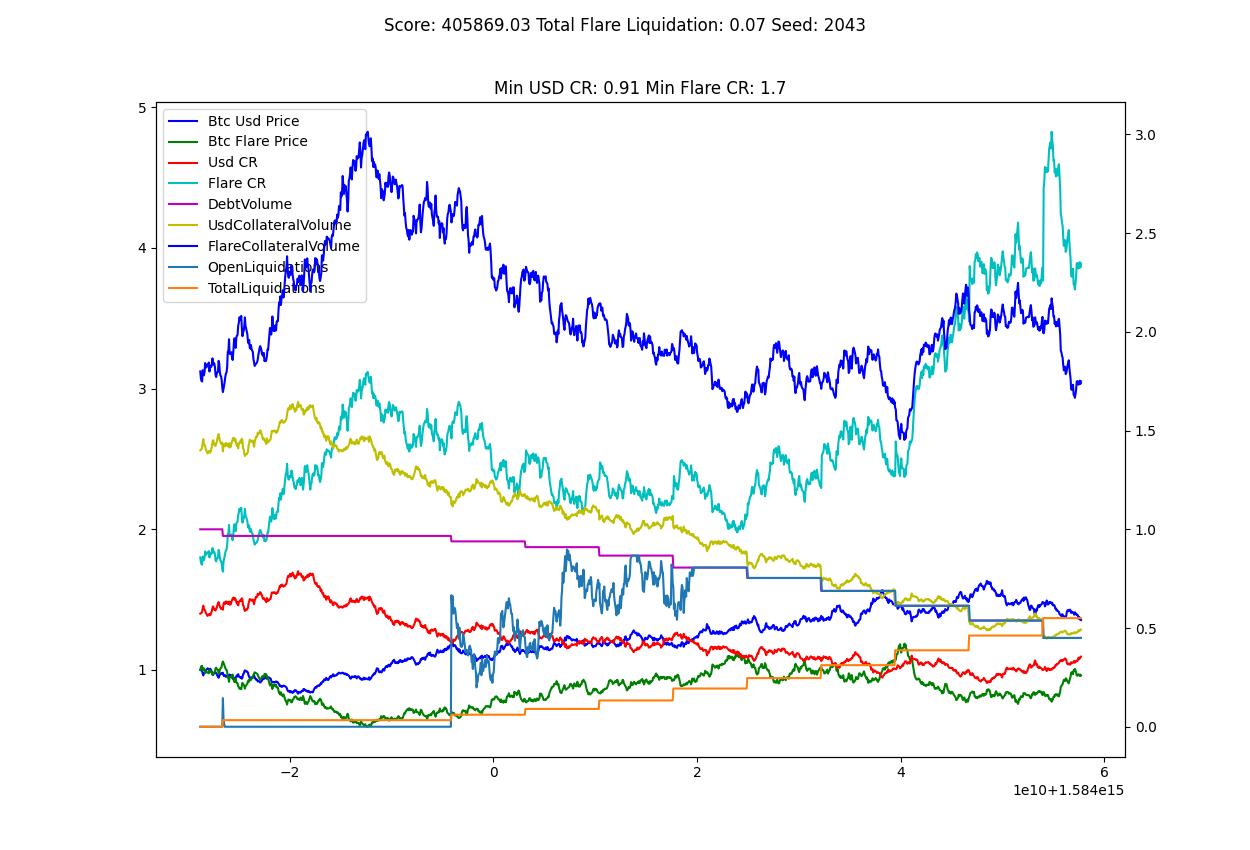 Score: 405869.03 Total Flare Liquidation: 0.07 Seed: 2043
Min USD CR: 0.91 Min Flare CR: 1.7
5
4
3
2
1
Btc Usd Price
Btc Flare Price
Usd CR
Flare CR
DebtVolume
UsdCollateralVolume
FlareCollateralVolume
OpenLiquidations
TotalLiquidations
3.0
2.5
2.0
1.5
1.0
0.5
0.0
−2 0 2 4 6
1e10+1.584e15